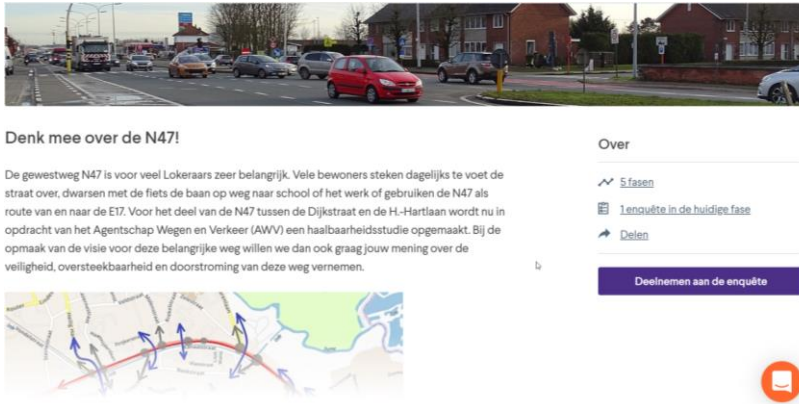 Denk mee over de N47!
De gewestweg N47 is voor veel Lokeraars zeer belangrijk. Vele bewoners steken dagelijks te voet de
straat over, dwarsen met de fiets de baan op weg naar school of het werk of gebruiken de N47 als
route van en naar de E17. Voor het deel van de N47 tussen de Dijkstraat en de H.-Hartlaan wordt nu in
opdracht van het Agentschap Wegen en Verkeer (AWV) een haalbaarheidsstudie opgemaakt. Bij de
opmaak van de visie voor deze belangrijke weg willen we dan ook graag jouw mening over de
veiligheid, oversteekbaarheid en doorstroming van deze weg vernemen.
Over
5 fasen
1 enquête in de huidige fase
Delen
Deelnemen aan de enquête